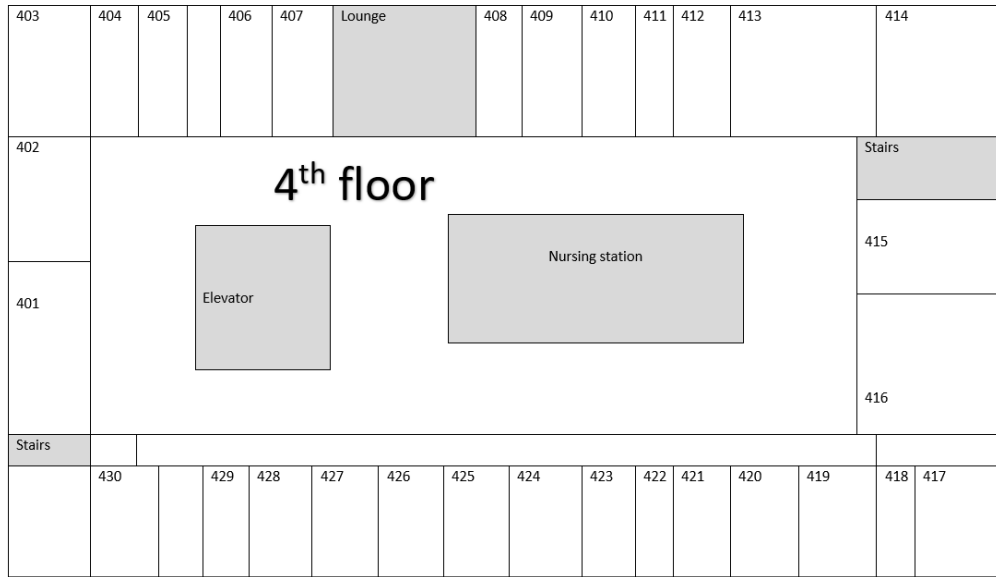 403 404 405 406 407 Lounge 408 409 410 411 412 413 414
402 Stairs
4th floor
415
Nursing station
Elevator
401
416
Stairs
430 429 428 427 426 425 424 423 422 421 420 419 418 417